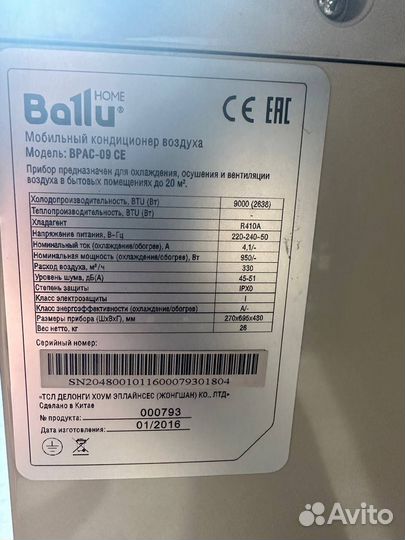 Ballu® HOME
CE EAC
Мобильный кондиционер воздуха
Модель: BPAC-09 CE
Прибор предназначен для охлаждения, осушения и вентиляции
воздуха в бытовых помещениях до 20 м².
Холодопроизводительность, BTU (Вт) 9000 (2638)
Теплопроизводительность, BTU (Вт) -
Хладагент R410A
Напряжение питания, В~Гц 220-240~50
Номинальный ток (охлаждение/обогрев), А 4,1/-
Номинальная мощность (охлаждение/обогрев), Вт 950/-
Расход воздуха, м³/ч 330
Уровень шума, дБ(А) 45-51
Степень защиты IPX0
Класс электрозащиты I
Класс энергоэффективности (охлаждение/обогрев) A/-
Размеры прибора (ШхВхГ), мм 270x695x480
Вес нетто, кг 26
Серийный номер:
SN2048001011600079301804
«ТСЛ ДЕЛОНГИ ХОУМ ЭПЛАЙНСЕС (ЖОНГШАН) КО., ЛТД»
Сделано в Китае
№ продукта: 000793
Дата изготовления: 01/2016
Avito